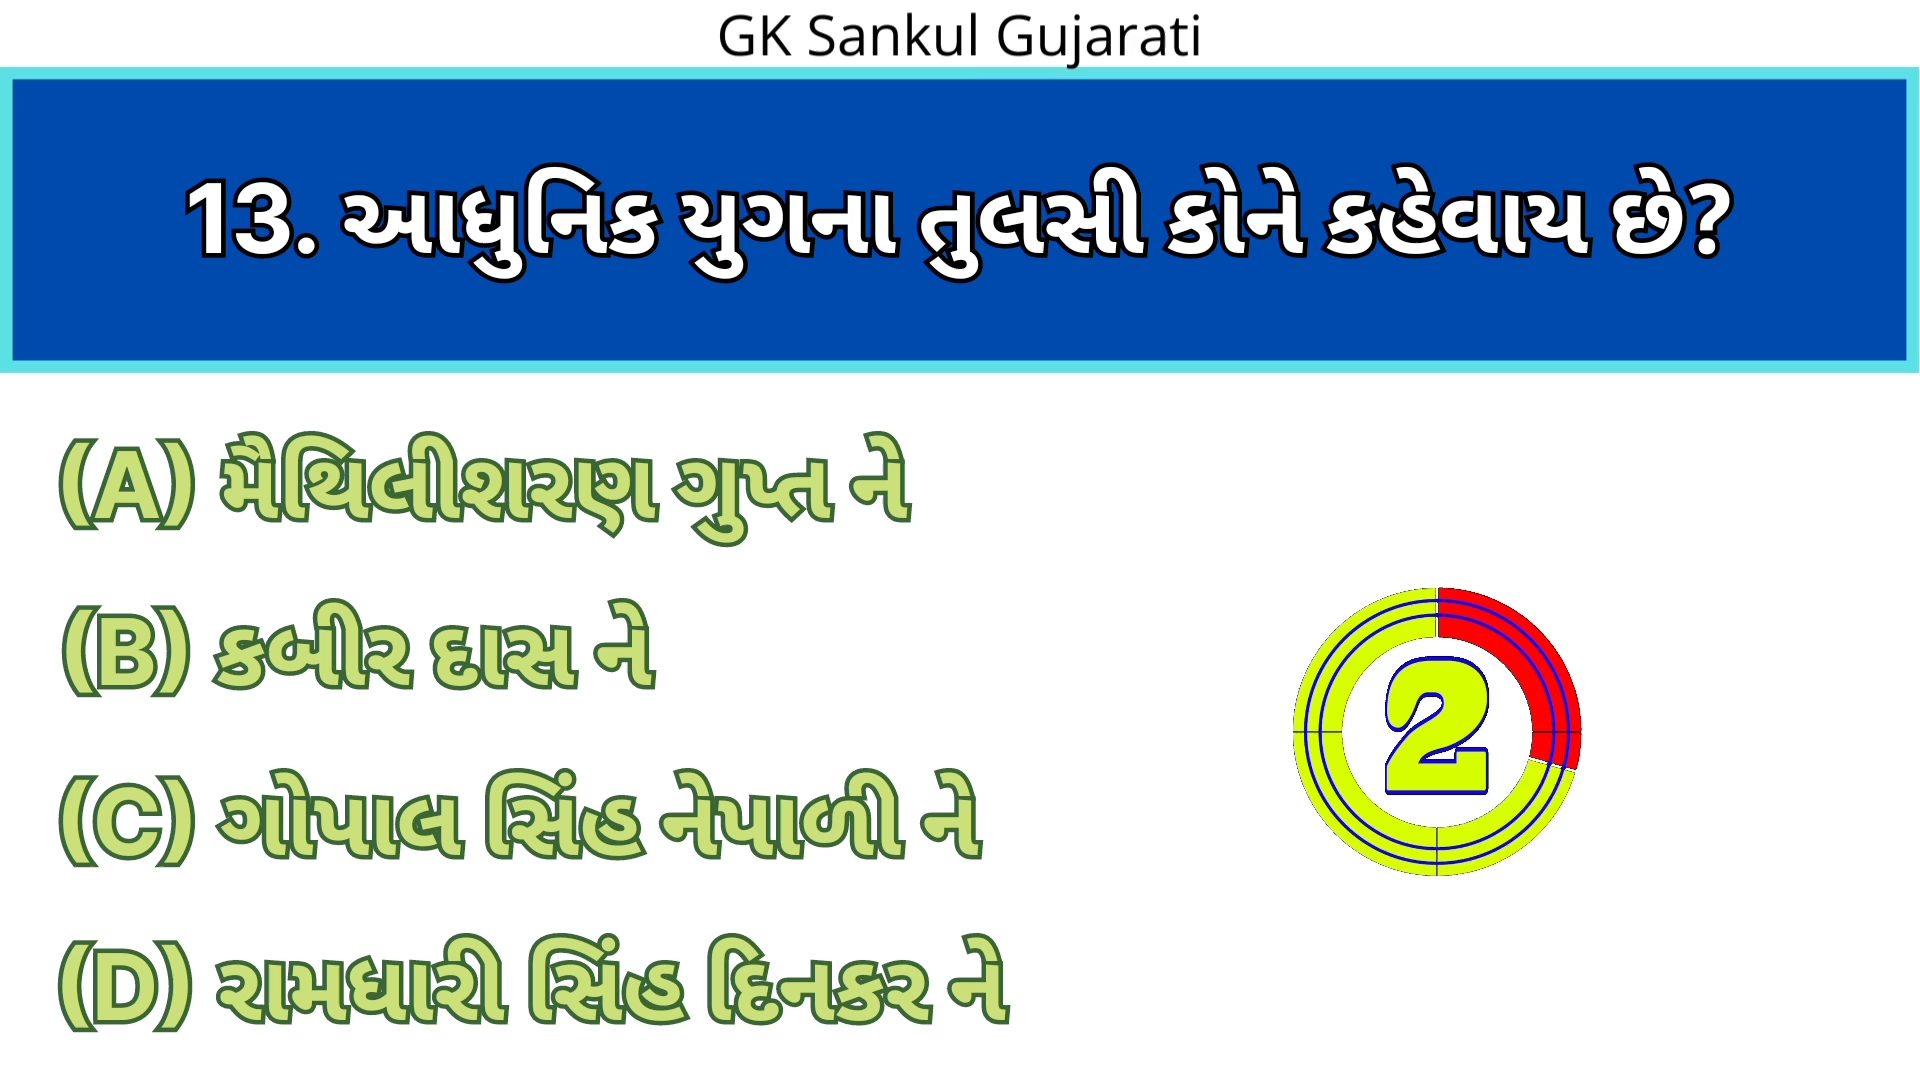 GK Sankul Gujarati
13. આધુનિક યુગના તુલસી કોને કહેવાય છે?
(A) મૈથિલીશરણ ગુપ્ત ને
(B) કબીર દાસ ને
(C) ગોપાલ સિંહ નેપાળી ને
(D) રામધારી સિંહ દિનકર ને
2